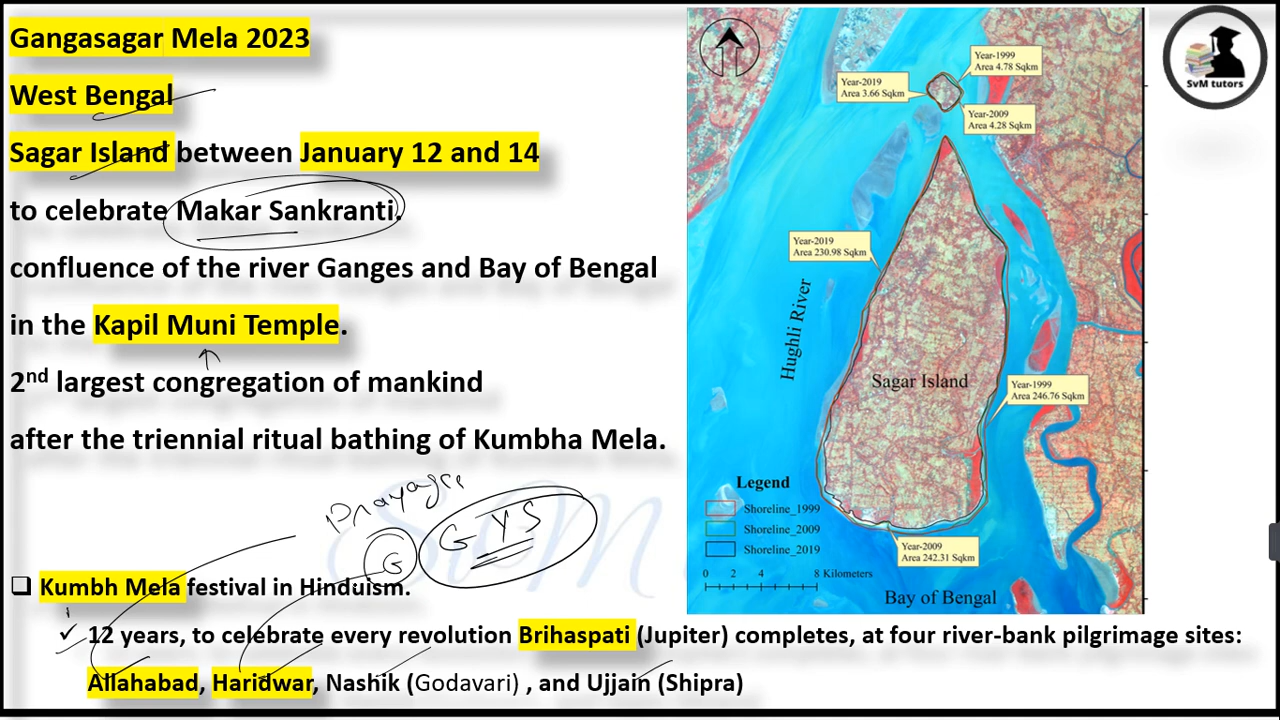 Gangasagar Mela 2023
West Bengal
Sagar Island between January 12 and 14
to celebrate Makar Sankranti.
confluence of the river Ganges and Bay of Bengal
in the Kapil Muni Temple.
2nd largest congregation of mankind
after the triennial ritual bathing of Kumbha Mela.
Prayagr
G
G Y S
❑ Kumbh Mela festival in Hinduism.
✓ 12 years, to celebrate every revolution Brihaspati (Jupiter) completes, at four river-bank pilgrimage sites:
Allahabad, Haridwar, Nashik (Godavari) , and Ujjain (Shipra)
Year-1999
Area 4.78 Sqkm
Year-2019
Area 3.66 Sqkm
Year-2009
Area 4.28 Sqkm
Year-2019
Area 230.98 Sqkm
Hughli River
Sagar Island
Year-1999
Area 246.76 Sqkm
Legend
Shoreline_1999
Shoreline_2009
Shoreline_2019
Year-2009
Area 242.31 Sqkm
0 2 4 8 Kilometers
Bay of Bengal
SvM tutors
SvM